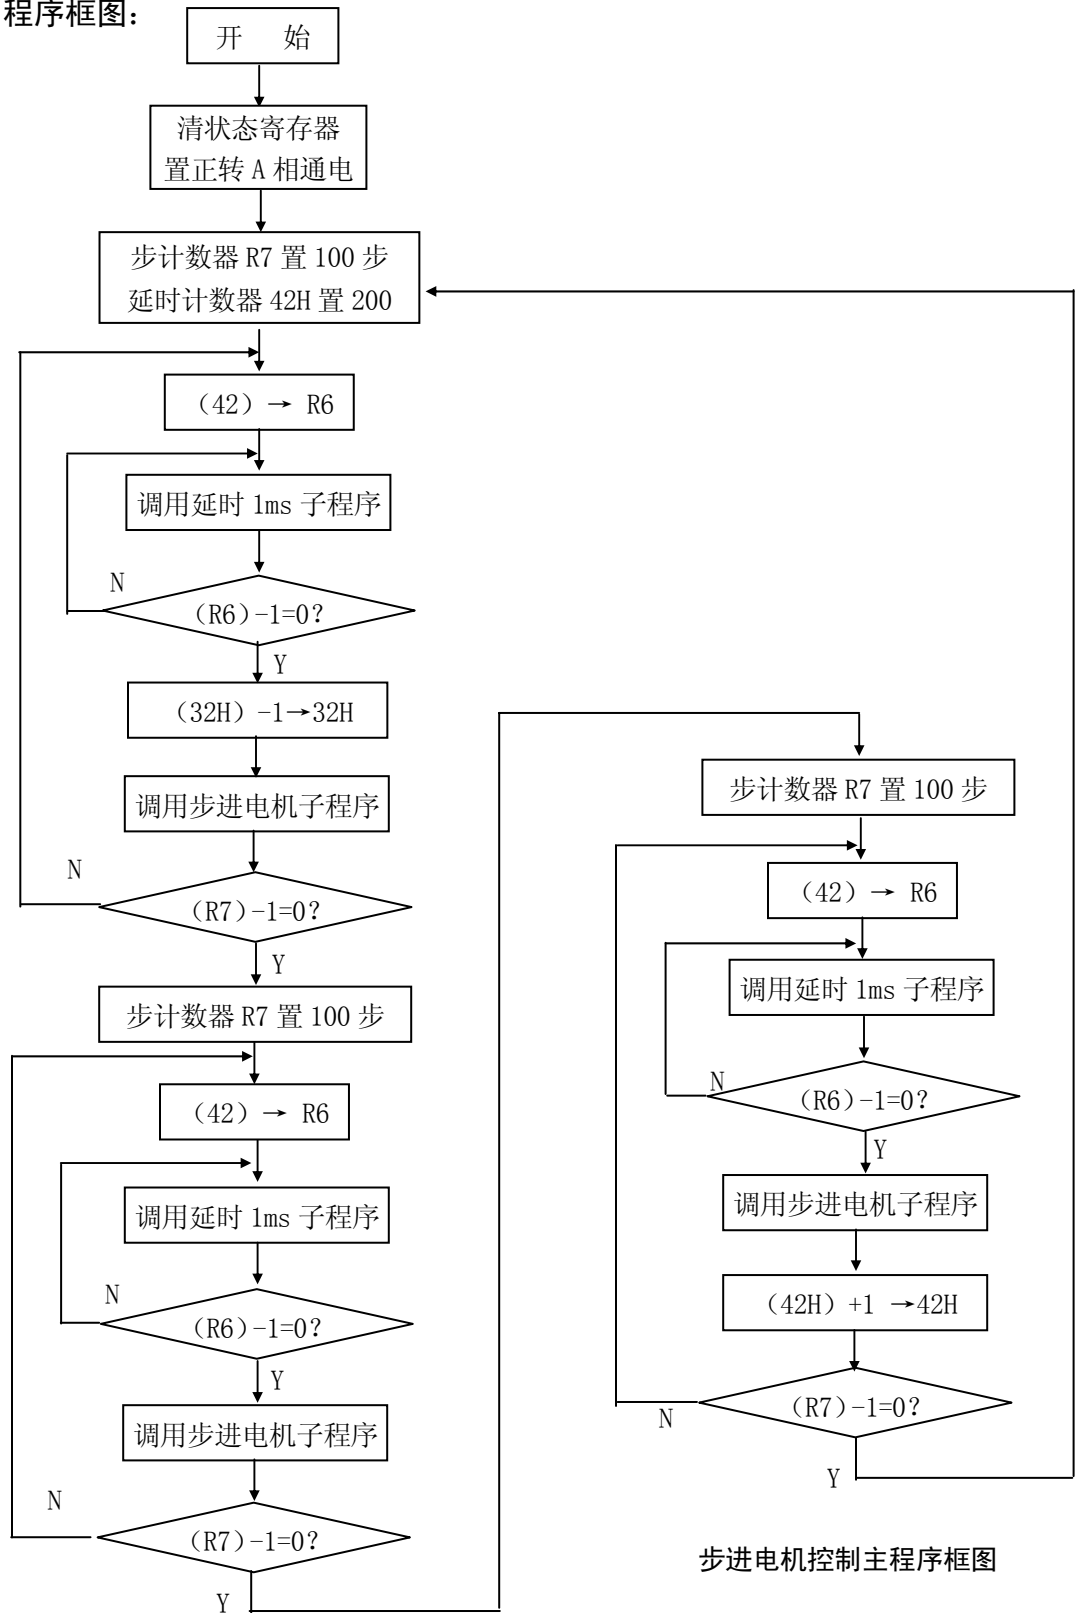 程序框图：
开 始
清状态寄存器
置正转 A 相通电
步计数器 R7 置 100 步
延时计数器 42H 置 200
（42）→ R6
调用延时 1ms 子程序
N
（R6）-1=0？
Y
（32H）-1→32H
调用步进电机子程序
N
（R7）-1=0？
Y
步计数器 R7 置 100 步
（42）→ R6
调用延时 1ms 子程序
N
（R6）-1=0？
Y
调用步进电机子程序
N
（R7）-1=0？
Y
步计数器 R7 置 100 步
（42）→ R6
调用延时 1ms 子程序
N
（R6）-1=0？
Y
调用步进电机子程序
（42H）+1 →42H
（R7）-1=0？
N
Y
步进电机控制主程序框图